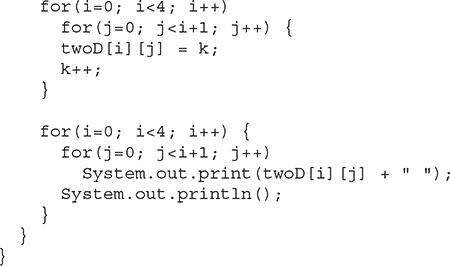 for(i=0; i<4; i++)
  for(j=0; j<i+1; j++) {
  twoD[i][j] = k;
  k++;
}

for(i=0; i<4; i++) {
  for(j=0; j<i+1; j++)
    System.out.print(twoD[i][j] + " ");
  System.out.println();
}
}
}